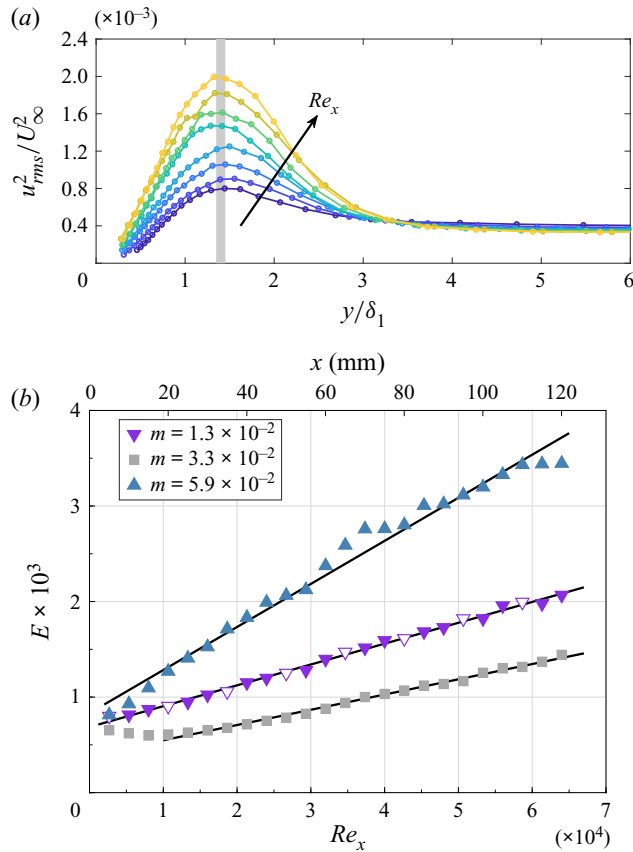 (a)
(×10⁻³)
2.4
2.0
1.6
1.2
0.8
0.4
u²rms/U²∞
Reₓ
0 1 2 3 4 5 6
y/δ₁
x (mm)
(b)
0 20 40 60 80 100 120
4
3
2
1
0
E × 10³
m = 1.3 × 10⁻²
m = 3.3 × 10⁻²
m = 5.9 × 10⁻²
1 2 3 4 5 6 7
Reₓ
(×10⁴)